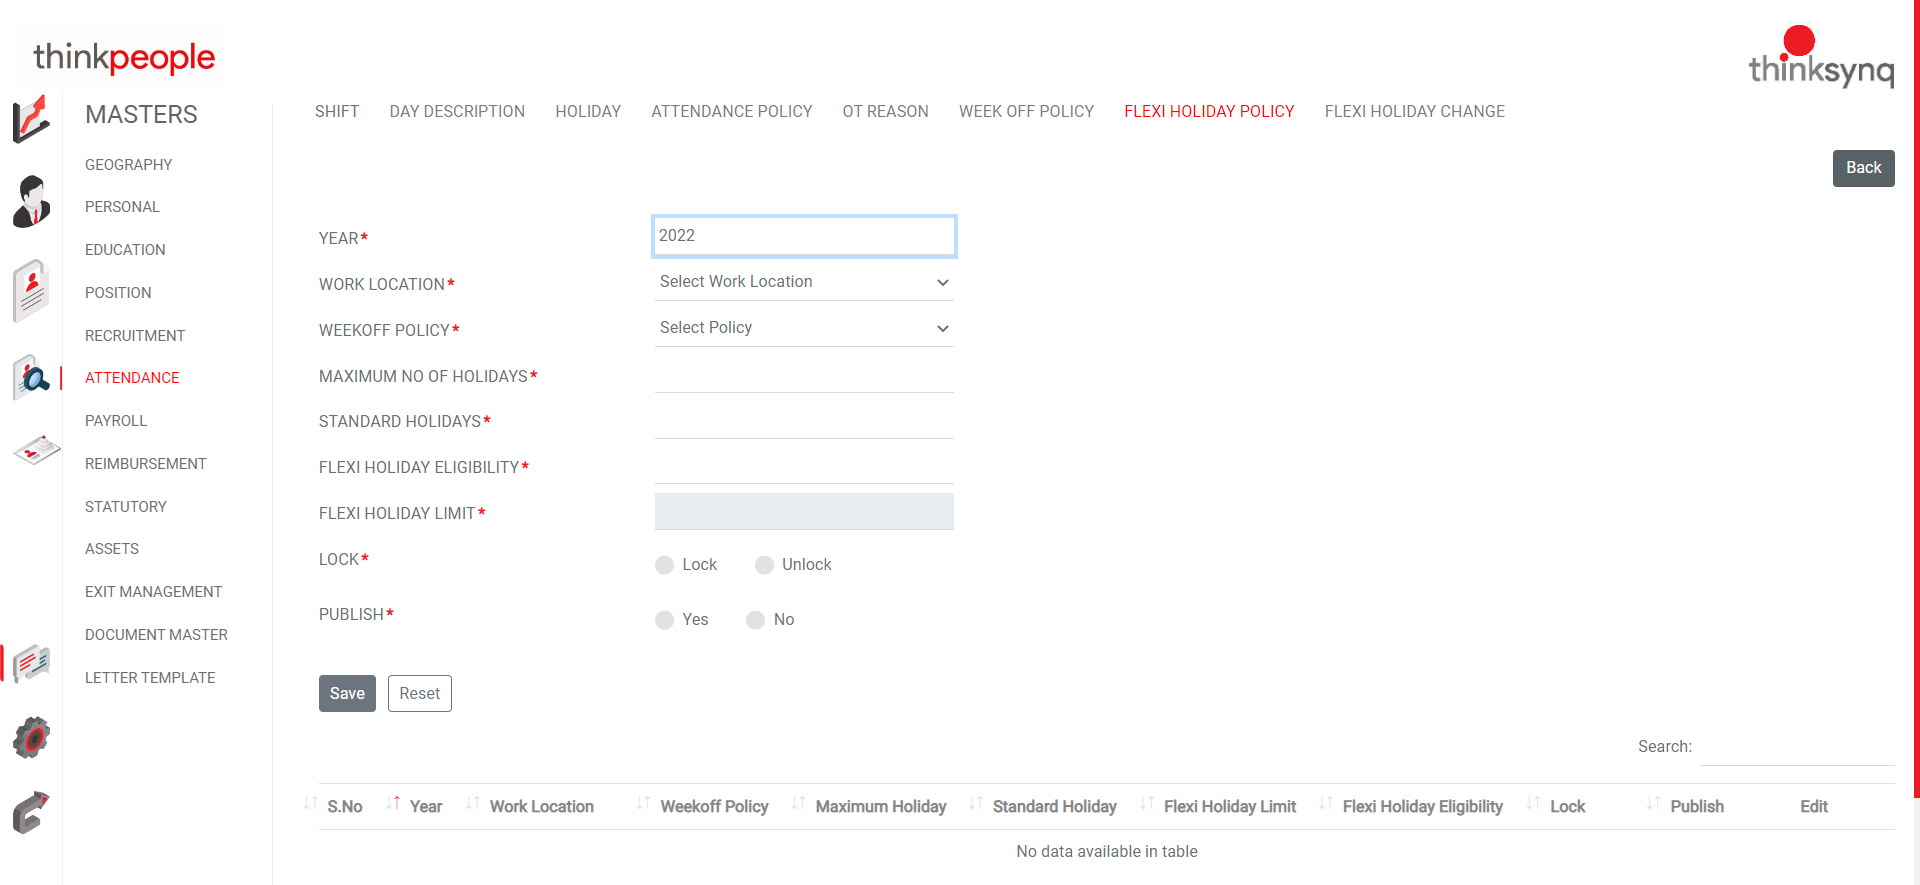 thinkpeople
thinksynq
MASTERS
GEOGRAPHY
PERSONAL
EDUCATION
POSITION
RECRUITMENT
ATTENDANCE
PAYROLL
REIMBURSEMENT
STATUTORY
ASSETS
EXIT MANAGEMENT
DOCUMENT MASTER
LETTER TEMPLATE
SHIFT DAY DESCRIPTION HOLIDAY ATTENDANCE POLICY OT REASON WEEK OFF POLICY FLEXI HOLIDAY POLICY FLEXI HOLIDAY CHANGE
Back
YEAR* 2022
WORK LOCATION* Select Work Location
WEEKOFF POLICY* Select Policy
MAXIMUM NO OF HOLIDAYS*
STANDARD HOLIDAYS*
FLEXI HOLIDAY ELIGIBILITY*
FLEXI HOLIDAY LIMIT*
LOCK* Lock Unlock
PUBLISH* Yes No
Save Reset
Search:
S.No Year Work Location Weekoff Policy Maximum Holiday Standard Holiday Flexi Holiday Limit Flexi Holiday Eligibility Lock Publish Edit
No data available in table